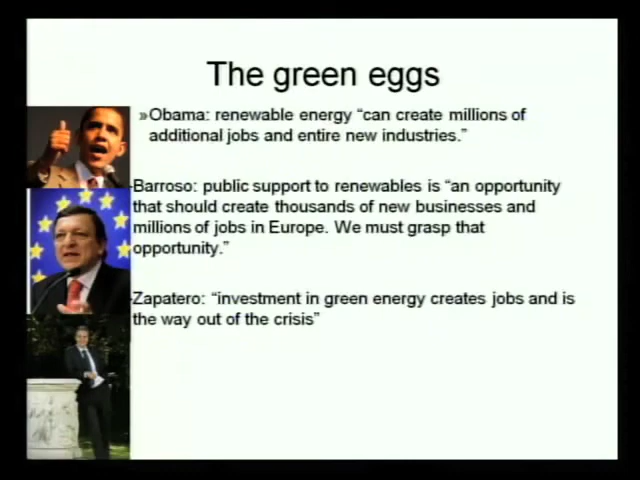 The green eggs
»Obama: renewable energy “can create millions of
additional jobs and entire new industries.”
Barroso: public support to renewables is “an opportunity
that should create thousands of new businesses and
millions of jobs in Europe. We must grasp that
opportunity.”
Zapatero: “investment in green energy creates jobs and is
the way out of the crisis”